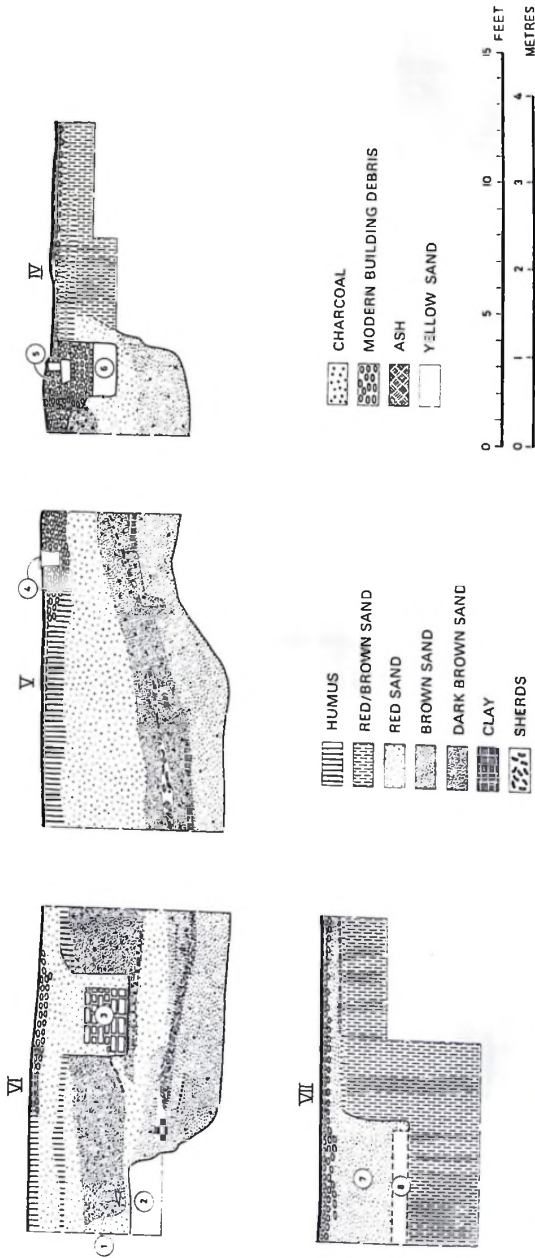 VI
1
2
3
V
4
IV
5
6
VII
7
8
HUMUS
RED/BROWN SAND
RED SAND
BROWN SAND
DARK BROWN SAND
CLAY
SHERDS
CHARCOAL
MODERN BUILDING DEBRIS
ASH
YELLOW SAND
0 5 10 15
FEET
0 1 2 3 4
METRES